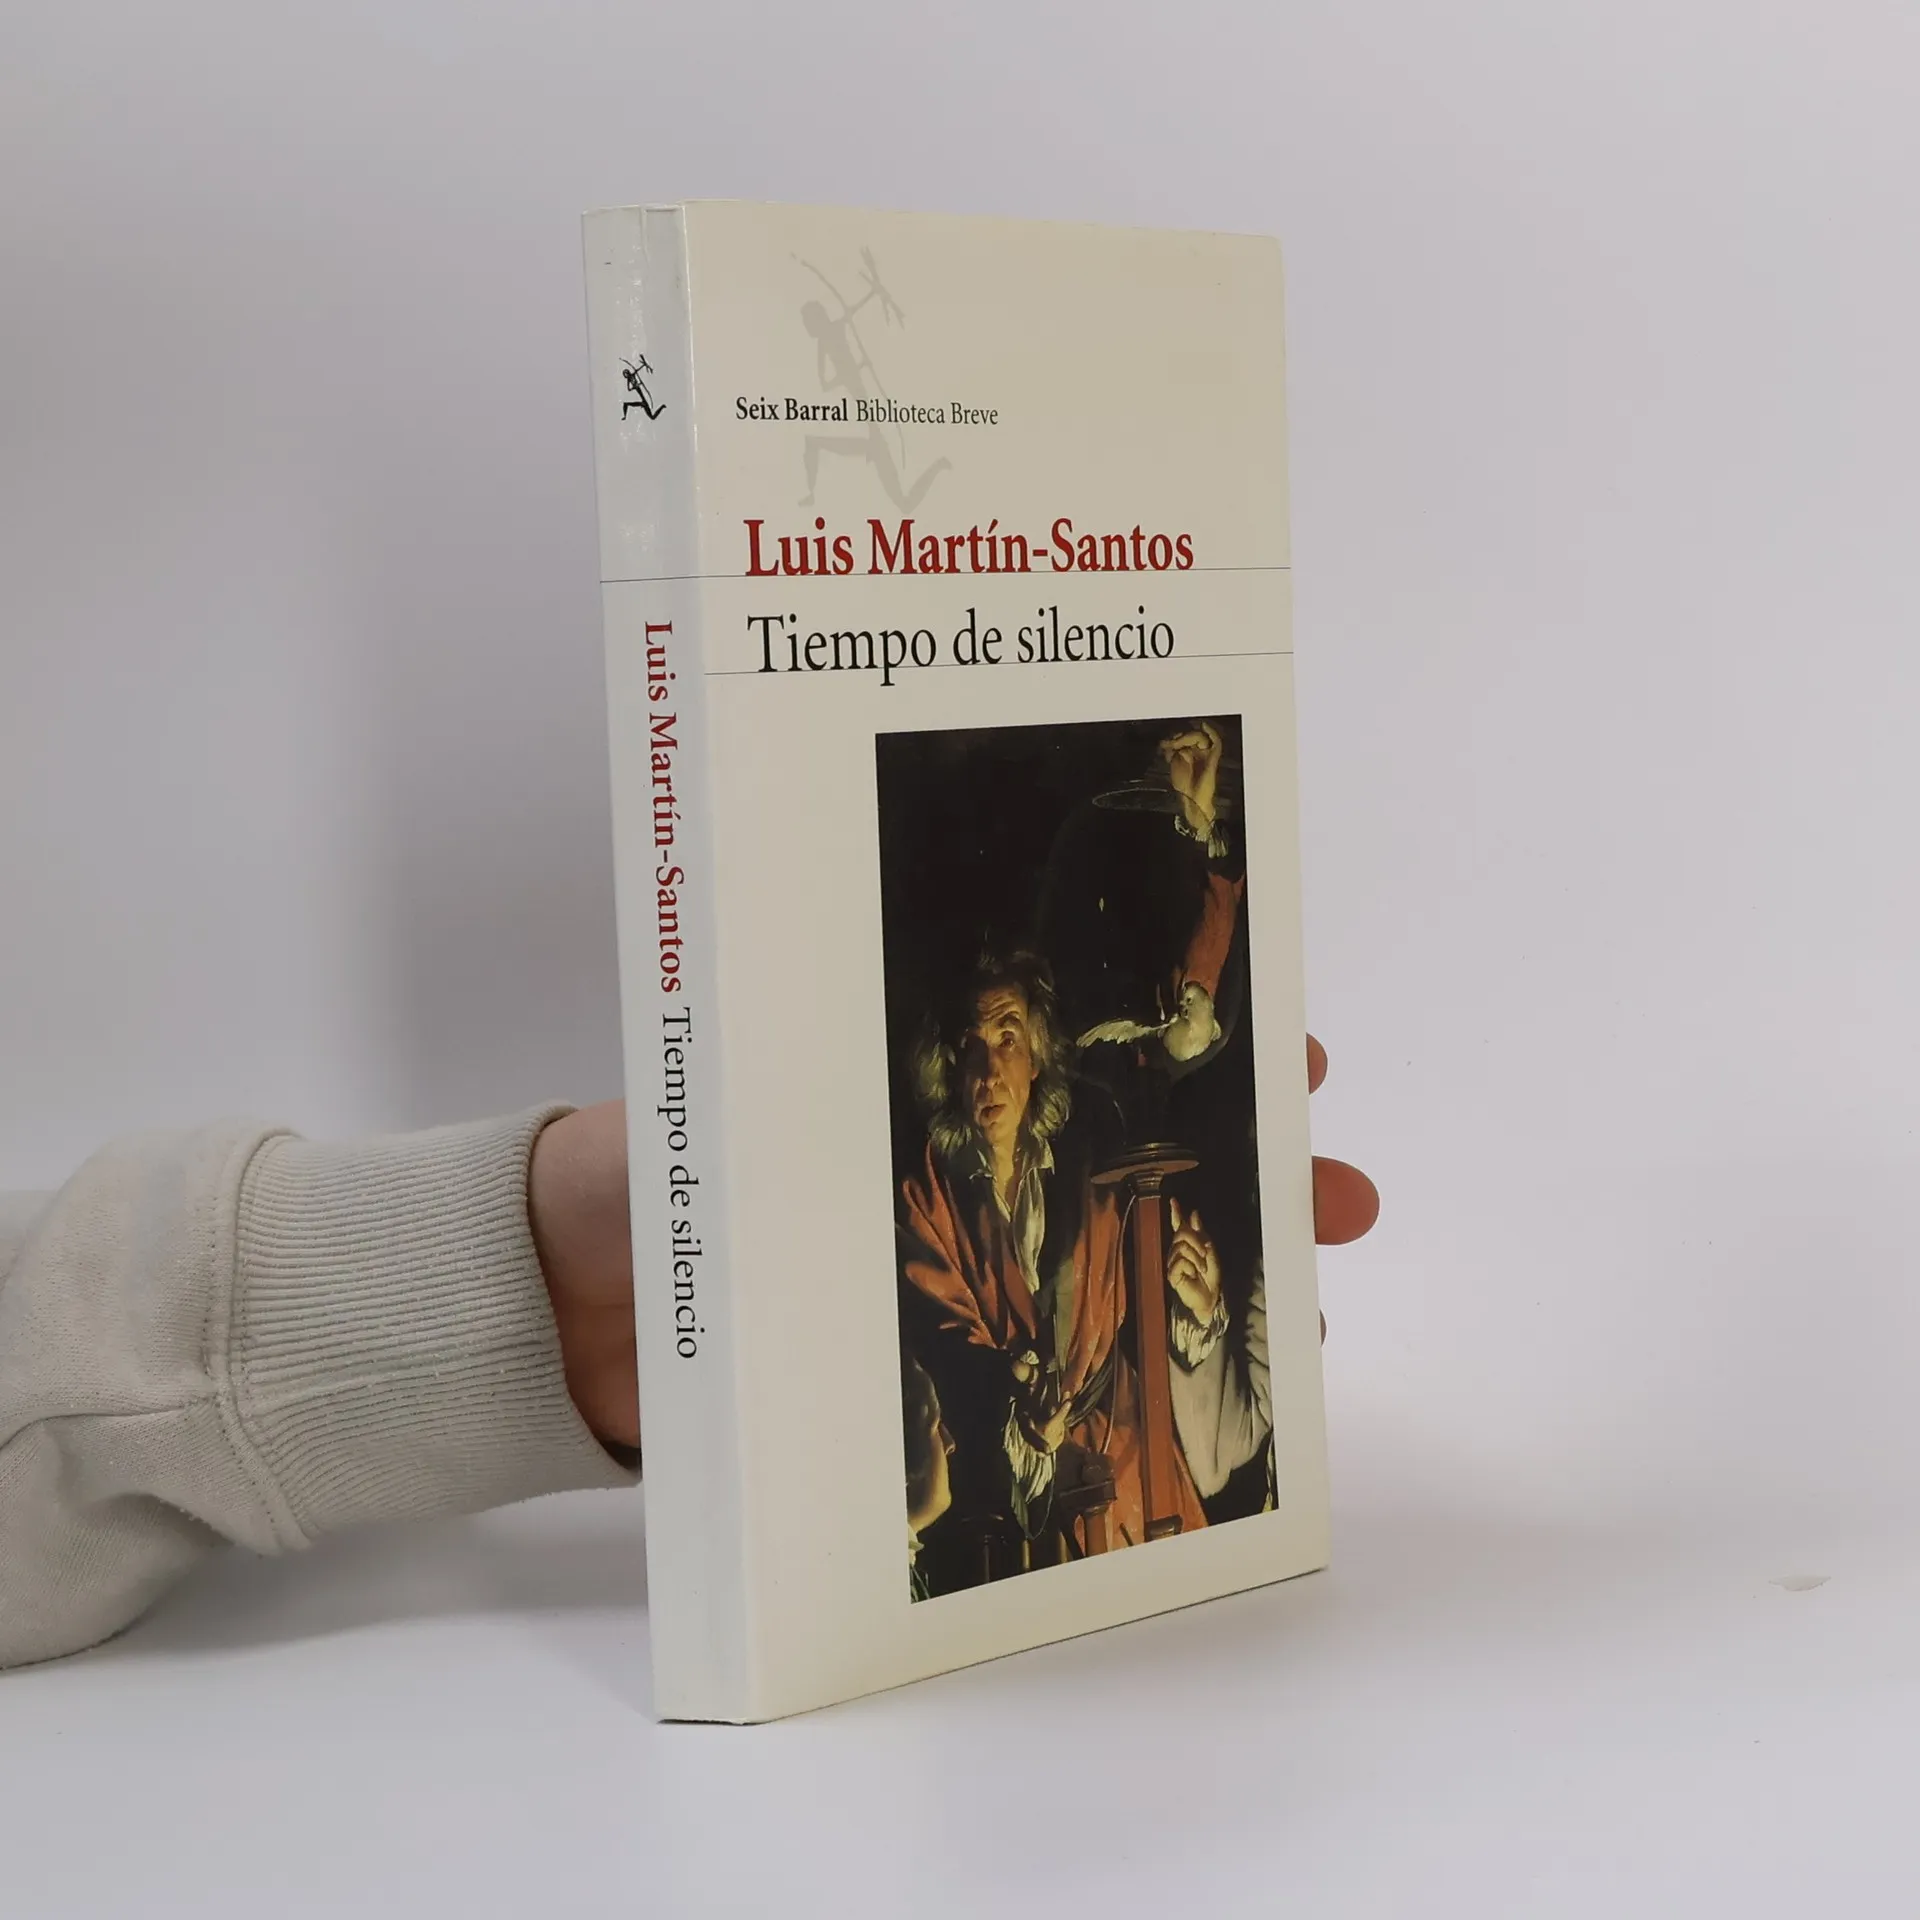 Seix Barral Biblioteca Breve
Luis Martín-Santos
Tiempo de silencio
Luis Martín-Santos Tiempo de silencio